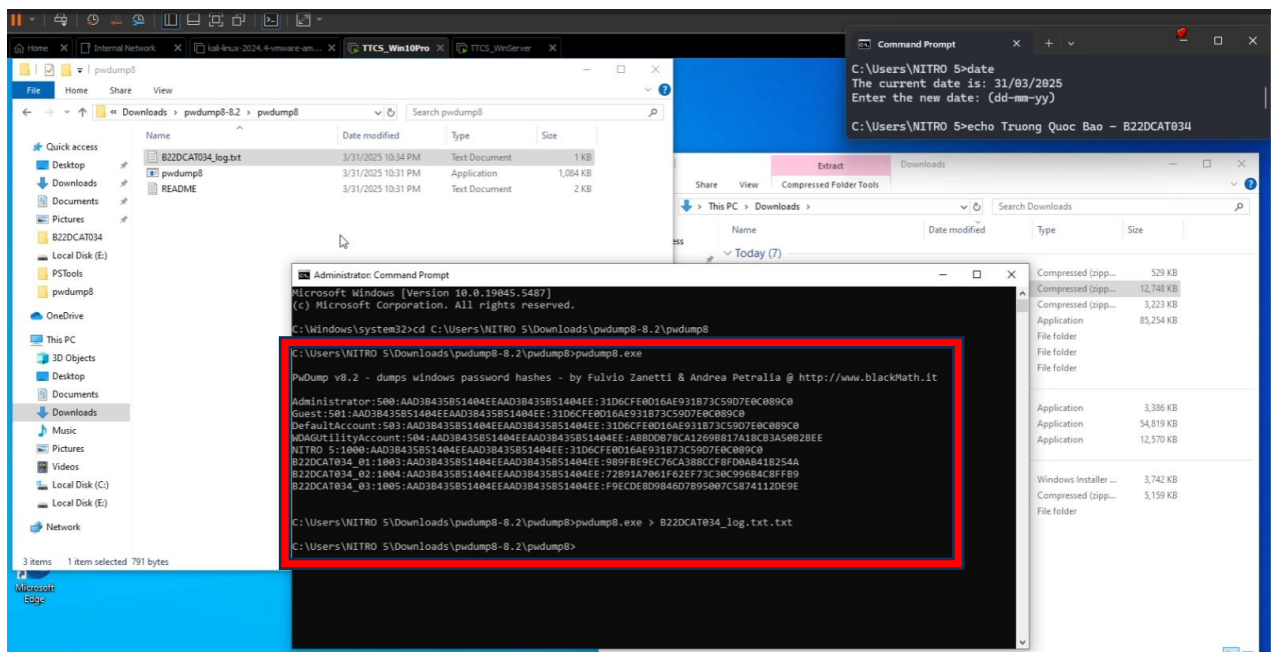 Home
Internal Network
kali-linux-2024.4-vmware-am...
TTCS_Win10Pro
TTCS_WinServer
Command Prompt
C:\Users\NITRO 5>date
The current date is: 31/03/2025
Enter the new date: (dd-mm-yy)
C:\Users\NITRO 5>echo Truong Quoc Bao - B22DCAT034
pwdump8
File Home Share View
« Downloads > pwdump8-8.2 > pwdump8
Search pwdump8
Name Date modified Type Size
Quick access
Desktop
Downloads
Documents
Pictures
B22DCAT034
Local Disk (E:)
PSTools
pwdump8
OneDrive
This PC
3D Objects
Desktop
Documents
Downloads
Music
Pictures
Videos
Local Disk (C:)
Local Disk (E:)
Network
B22DCAT034_log.txt 3/31/2025 10:34 PM Text Document 1 KB
pwdump8 3/31/2025 10:31 PM Application 1,084 KB
README 3/31/2025 10:31 PM Text Document 2 KB
3 items 1 item selected 791 bytes
Microsoft
Edge
Extract Downloads
Share View Compressed Folder Tools
This PC > Downloads >
Search Downloads
Name Date modified Type Size
ess
Today (7)
Compressed (zipp... 529 KB
Compressed (zipp... 12,748 KB
Compressed (zipp... 3,223 KB
Application 85,254 KB
File folder
File folder
File folder
Application 3,386 KB
Application 54,819 KB
Application 12,570 KB
Windows Installer ... 3,742 KB
Compressed (zipp... 5,159 KB
File folder
Administrator: Command Prompt
Microsoft Windows [Version 10.0.19045.5487]
(c) Microsoft Corporation. All rights reserved.
C:\Windows\system32>cd C:\Users\NITRO 5\Downloads\pwdump8-8.2\pwdump8
C:\Users\NITRO 5\Downloads\pwdump8-8.2\pwdump8>pwdump8.exe
PwDump v8.2 - dumps windows password hashes - by Fulvio Zanetti & Andrea Petralia @ http://www.blackMath.it
Administrator:500:AAD3B435B51404EEAAD3B435B51404EE:31D6CFE0D16AE931B73C59D7E0C089C0
Guest:501:AAD3B435B51404EEAAD3B435B51404EE:31D6CFE0D16AE931B73C59D7E0C089C0
DefaultAccount:503:AAD3B435B51404EEAAD3B435B51404EE:31D6CFE0D16AE931B73C59D7E0C089C0
WDAGUtilityAccount:504:AAD3B435B51404EEAAD3B435B51404EE:ABBDDB78CA1269B817A18CB3A50B2BEE
NITRO 5:1000:AAD3B435B51404EEAAD3B435B51404EE:31D6CFE0D16AE931B73C59D7E0C089C0
B22DCAT034_01:1003:AAD3B435B51404EEAAD3B435B51404EE:989FBE9EC76CA388CCF8FD0AB41B254A
B22DCAT034_02:1004:AAD3B435B51404EEAAD3B435B51404EE:72B91A7061F62EF73C30C996B4C8FFB9
B22DCAT034_03:1005:AAD3B435B51404EEAAD3B435B51404EE:F9ECDE8D9846D7B95007C5874112DE9E
C:\Users\NITRO 5\Downloads\pwdump8-8.2\pwdump8>pwdump8.exe > B22DCAT034_log.txt.txt
C:\Users\NITRO 5\Downloads\pwdump8-8.2\pwdump8>